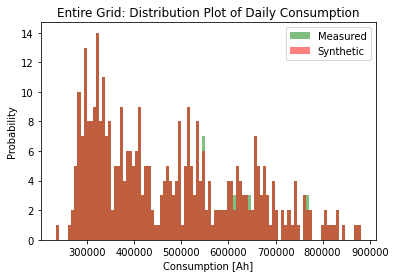 Entire Grid: Distribution Plot of Daily Consumption
Measured
Synthetic
Probability
14
12
10
8
6
4
2
0
300000 400000 500000 600000 700000 800000 900000
Consumption [Ah]